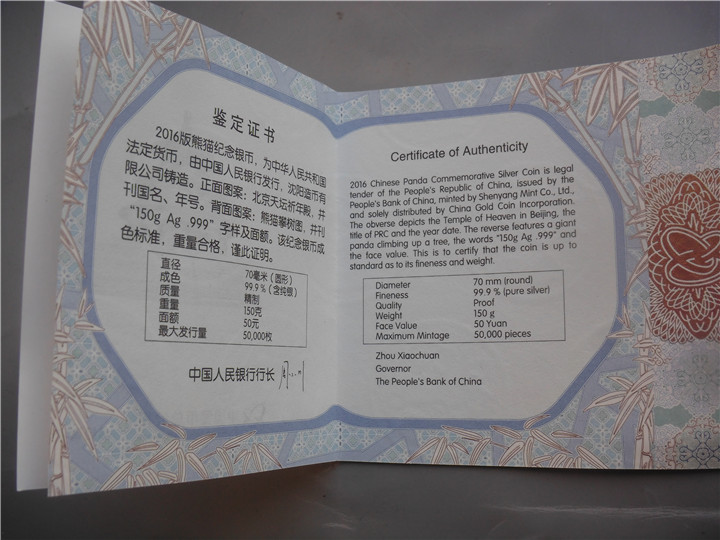 鉴定证书
2016版熊猫纪念银币，为中华人民共和国
法定货币，由中国人民银行发行，沈阳造币有
限公司铸造。正面图案：北京天坛祈年殿，并
刊国名、年号。背面图案：熊猫攀树图，并刊
“150g Ag .999”字样及面额。该纪念银币成
色标准，重量合格，谨此证明。
直径 70毫米（圆形）
成色 99.9％（含纯银）
质量 精制
重量 150克
面额 50元
最大发行量 50,000枚
中国人民银行行长
Certificate of Authenticity
2016 Chinese Panda Commemorative Silver Coin is legal
tender of the People's Republic of China, issued by the
People's Bank of China, minted by Shenyang Mint Co., Ltd.,
and solely distributed by China Gold Coin Incorporation.
The obverse depicts the Temple of Heaven in Beijing, the
title of PRC and the year date. The reverse features a giant
panda climbing up a tree, the words "150g Ag .999" and
the face value. This is to certify that the coin is up to
standard as to its fineness and weight.
Diameter 70 mm (round)
Fineness 99.9 % (pure silver)
Quality Proof
Weight 150 g
Face Value 50 Yuan
Maximum Mintage 50,000 pieces
Zhou Xiaochuan
Governor
The People's Bank of China